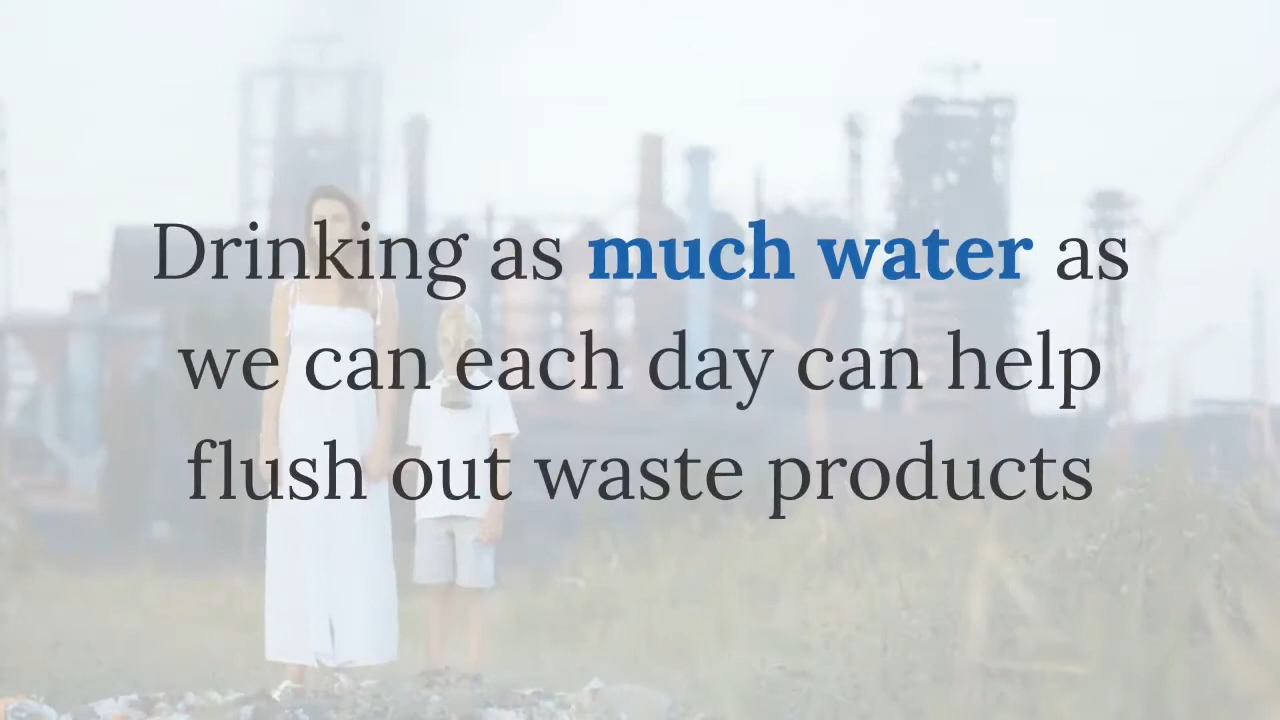 Drinking as much water as
we can each day can help
flush out waste products